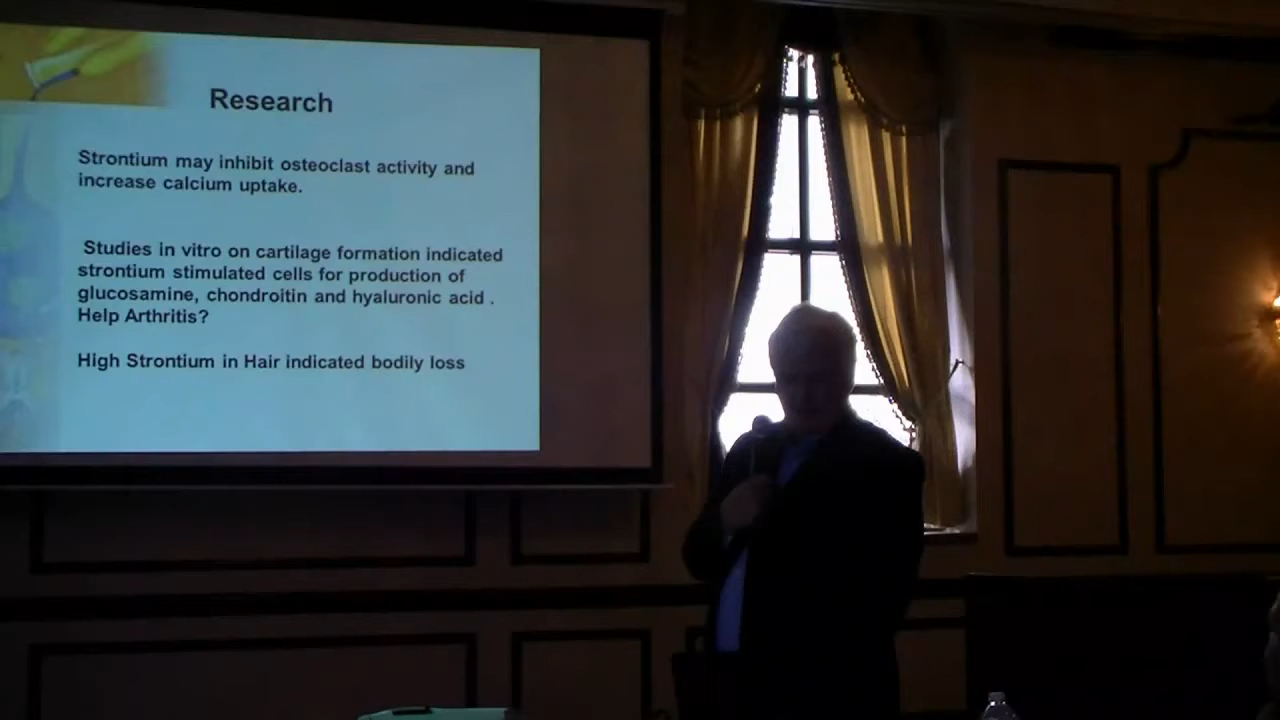 Research
Strontium may inhibit osteoclast activity and
increase calcium uptake.
Studies in vitro on cartilage formation indicated
strontium stimulated cells for production of
glucosamine, chondroitin and hyaluronic acid .
Help Arthritis?
High Strontium in Hair indicated bodily loss